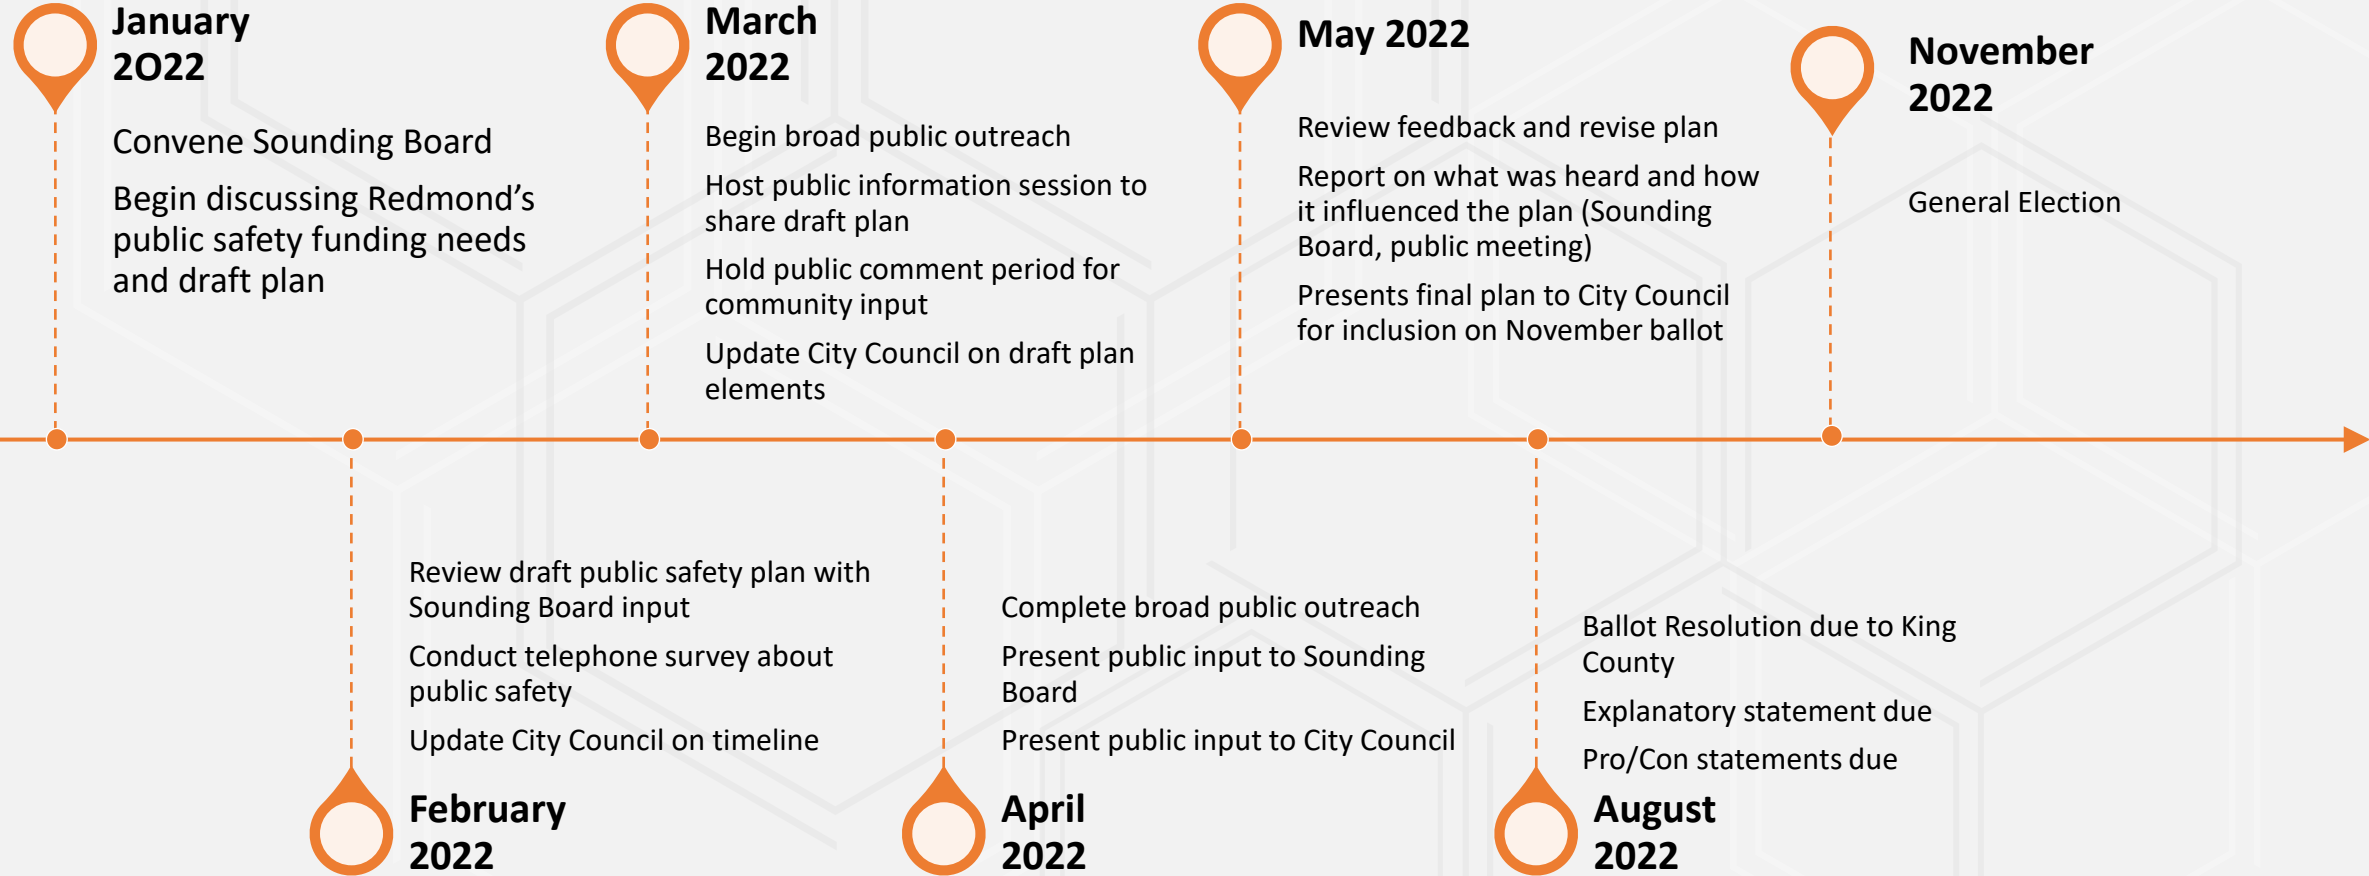 January
2O22
Convene Sounding Board
Begin discussing Redmond’s
public safety funding needs
and draft plan
March
2022
Begin broad public outreach
Host public information session to
share draft plan
Hold public comment period for
community input
Update City Council on draft plan
elements
May 2022
Review feedback and revise plan
Report on what was heard and how
it influenced the plan (Sounding
Board, public meeting)
Presents final plan to City Council
for inclusion on November ballot
November
2022
General Election
Review draft public safety plan with
Sounding Board input
Conduct telephone survey about
public safety
Update City Council on timeline
February
2022
Complete broad public outreach
Present public input to Sounding
Board
Present public input to City Council
April
2022
Ballot Resolution due to King
County
Explanatory statement due
Pro/Con statements due
August
2022